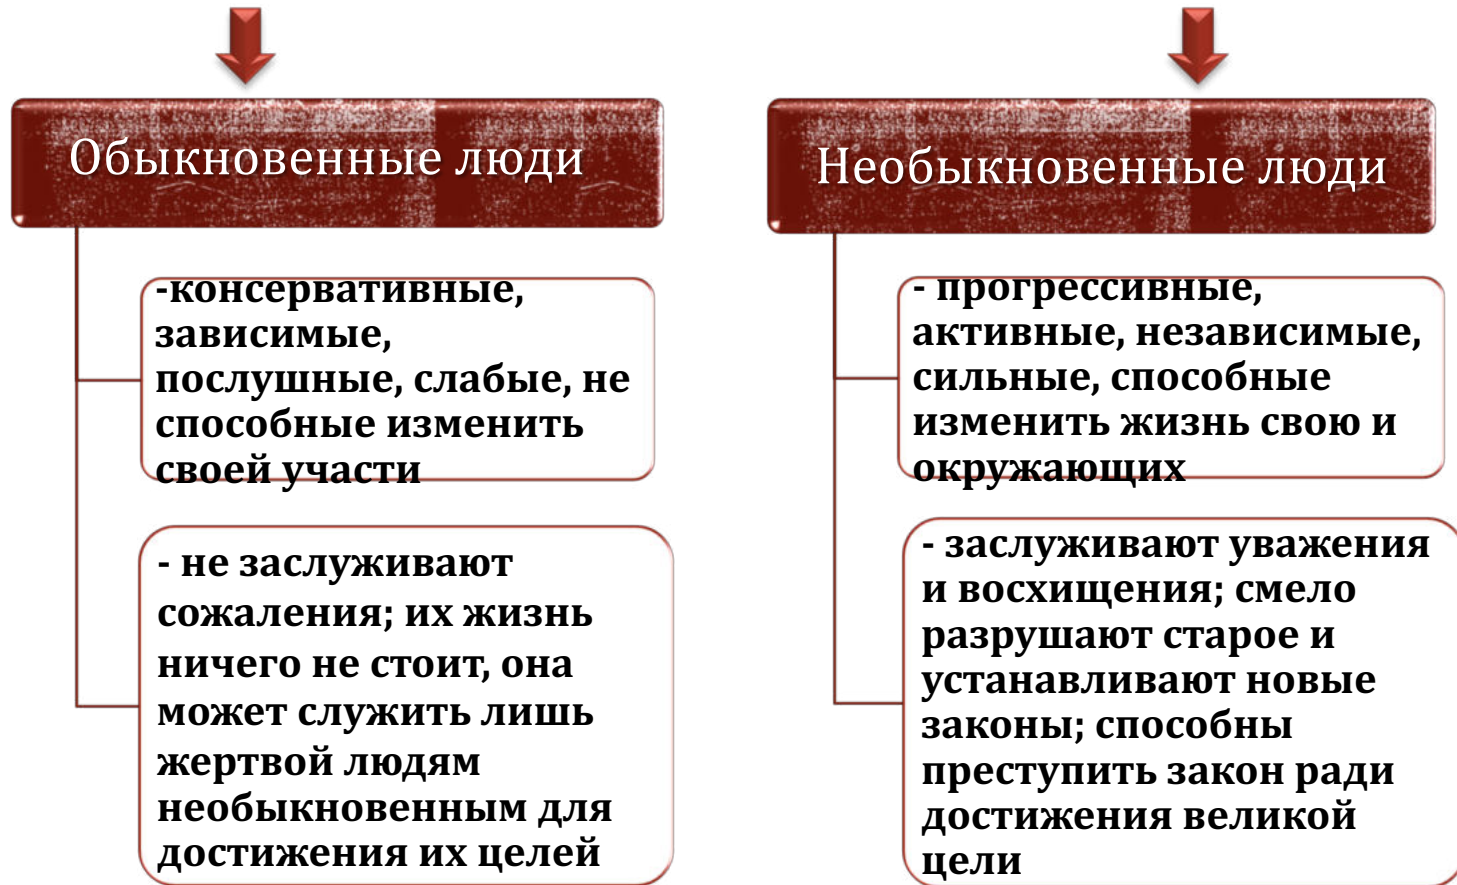 Обыкновенные люди
-консервативные,
зависимые,
послушные, слабые, не
способные изменить
своей участи
- не заслуживают
сожаления; их жизнь
ничего не стоит, она
может служить лишь
жертвой людям
необыкновенным для
достижения их целей
Необыкновенные люди
- прогрессивные,
активные, независимые,
сильные, способные
изменить жизнь свою и
окружающих
- заслуживают уважения
и восхищения; смело
разрушают старое и
устанавливают новые
законы; способны
преступить закон ради
достижения великой
цели